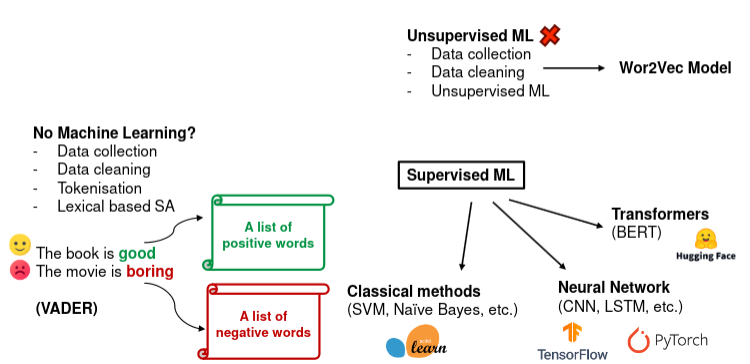 Unsupervised ML
- Data collection
- Data cleaning
- Unsupervised ML
Wor2Vec Model
No Machine Learning?
- Data collection
- Data cleaning
- Tokenisation
- Lexical based SA
The book is good
The movie is boring
(VADER)
A list of
positive words
A list of
negative words
Supervised ML
Classical methods
(SVM, Naïve Bayes, etc.)
learn
Neural Network
(CNN, LSTM, etc.)
TensorFlow
PyTorch
Transformers
(BERT)
Hugging Face